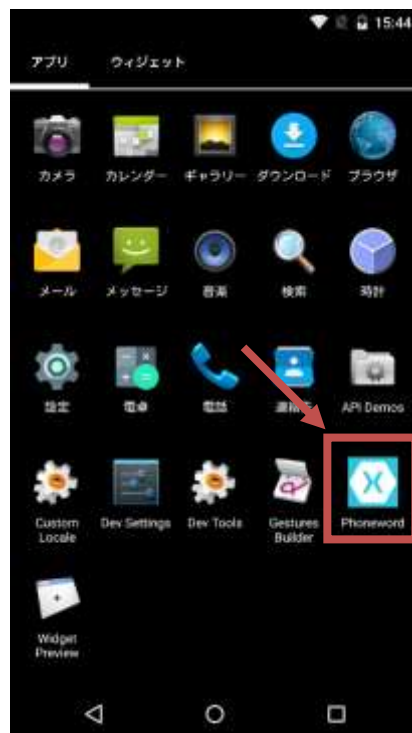 15:44
アプリ ウィジェット
カメラ カレンダー ギャラリー ダウンロード ブラウザ
メール メッセージ 音楽 検索 時計
設定 電卓 電話 連絡先 API Demos
Custom Dev Settings Dev Tools Gestures Phoneword
Locale Builder
Widget
Preview